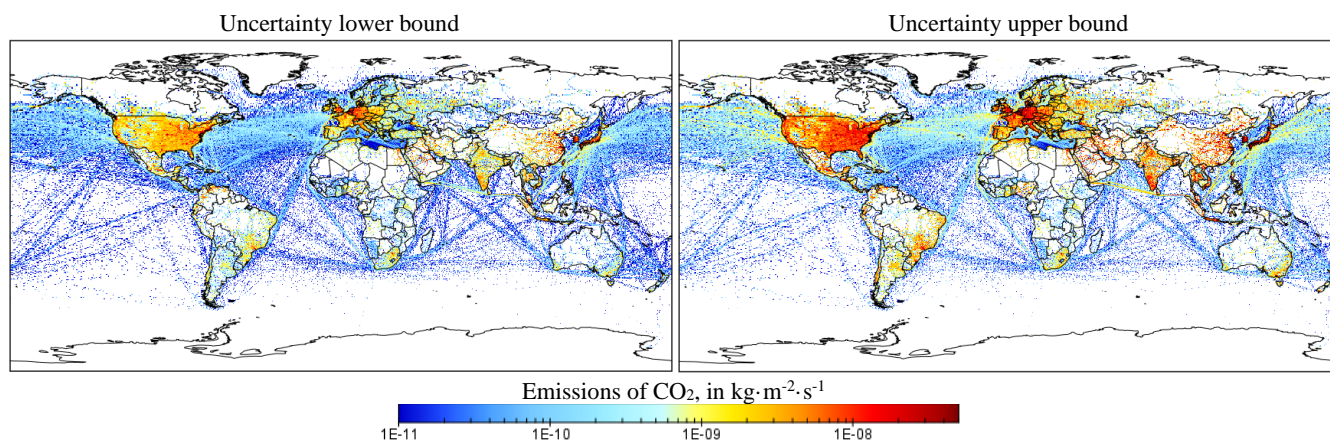 Uncertainty lower bound
Uncertainty upper bound
Emissions of CO₂, in kg·m⁻²·s⁻¹
1E-11 1E-10 1E-09 1E-08